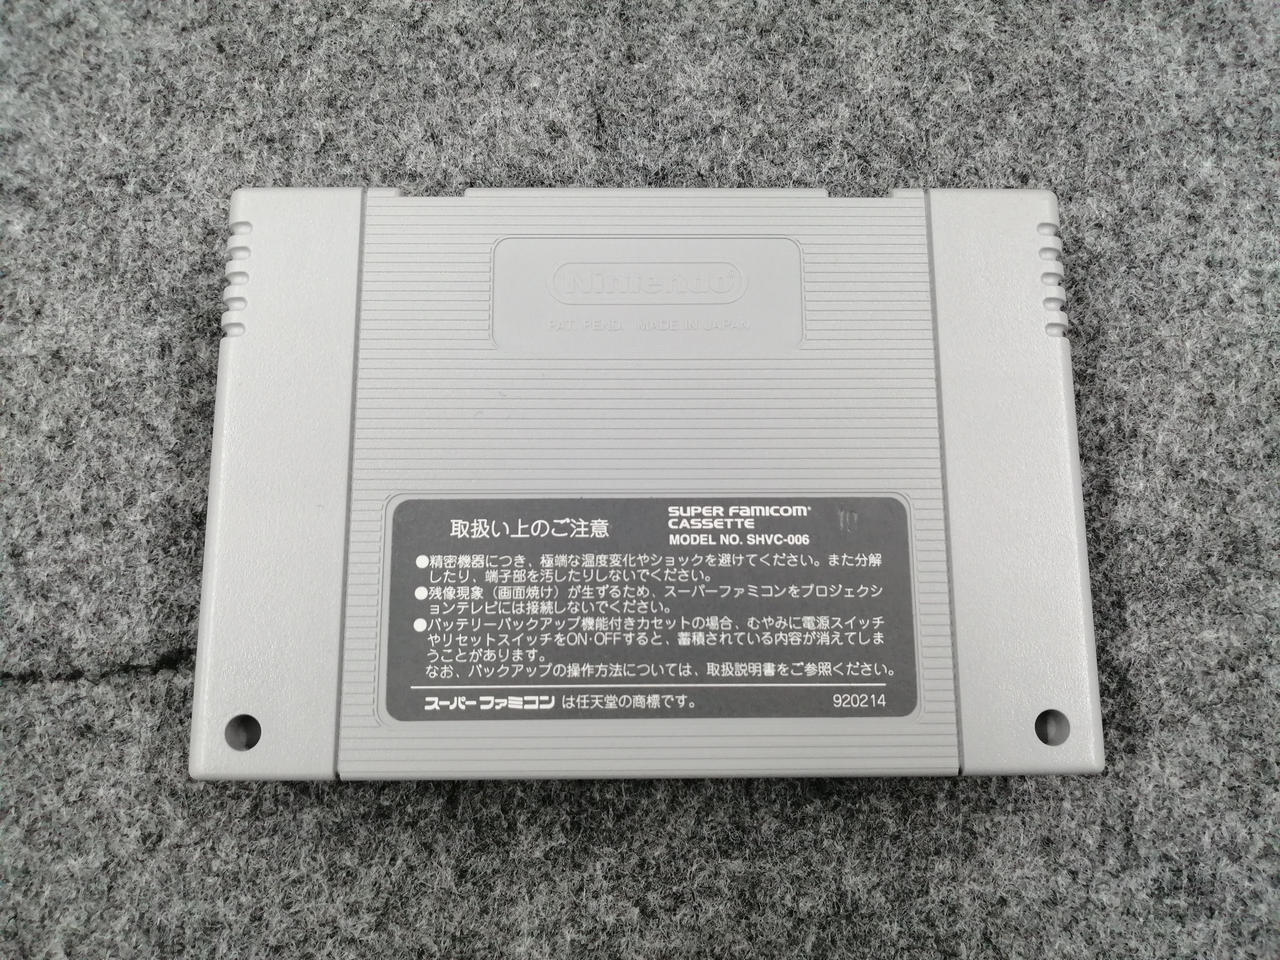 Nintendo®
PAT. PEND. MADE IN JAPAN
取扱い上のご注意
SUPER FAMICOM®
CASSETTE
MODEL NO. SHVC-006
●精密機器につき、極端な温度変化やショックを避けてください。また分解
したり、端子部を汚したりしないでください。
●残像現象（画面焼け）が生ずるため、スーパーファミコンをプロジェクシ
ョンテレビには接続しないでください。
●バッテリーバックアップ機能付きカセットの場合、むやみに電源スイッチ
やリセットスイッチをON・OFFすると、蓄積されている内容が消えてしま
うことがあります。
なお、バックアップの操作方法については、取扱説明書をご参照ください。
スーパーファミコン は任天堂の商標です。
920214